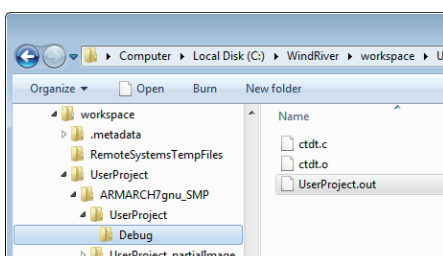 Computer ▸ Local Disk (C:) ▸ WindRiver ▸ workspace ▸ U
Organize Open Burn New folder
workspace
.metadata
RemoteSystemsTempFiles
UserProject
ARMARCH7gnu_SMP
UserProject
Debug
UserProject_partialImage
Name
ctdt.c
ctdt.o
UserProject.out